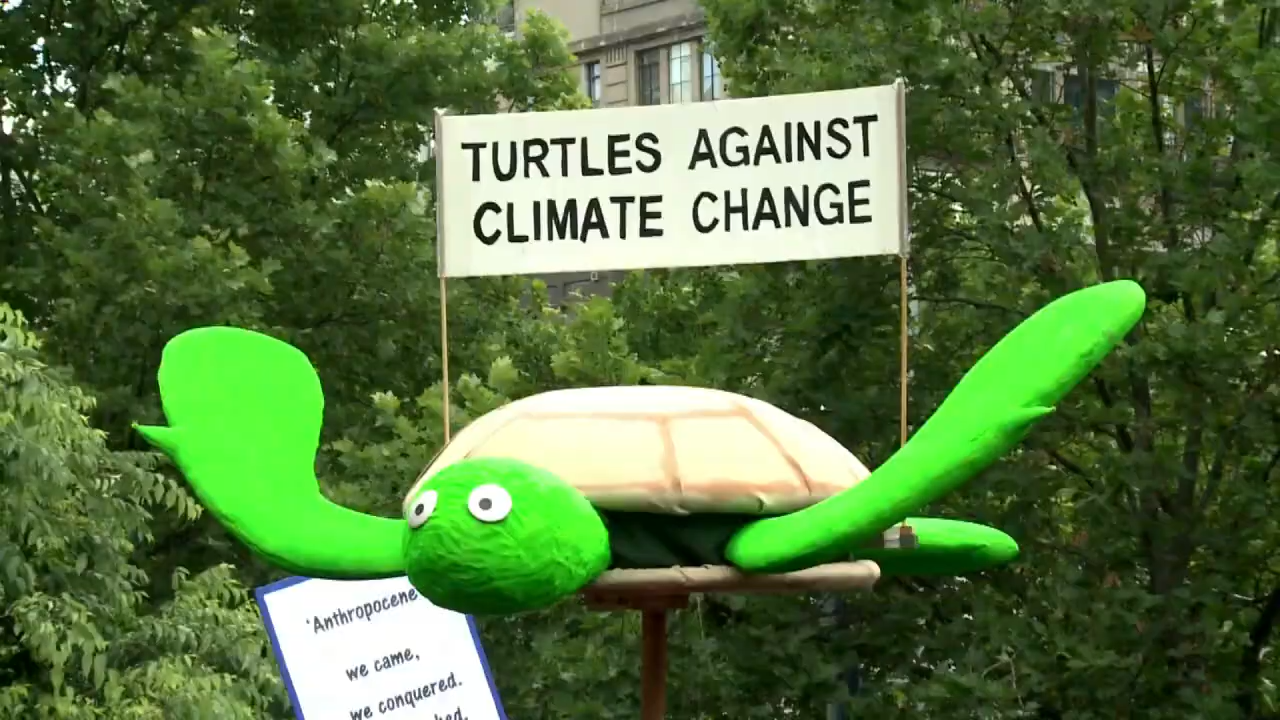 TURTLES AGAINST
CLIMATE CHANGE
'Anthropocene
we came,
we conquered.